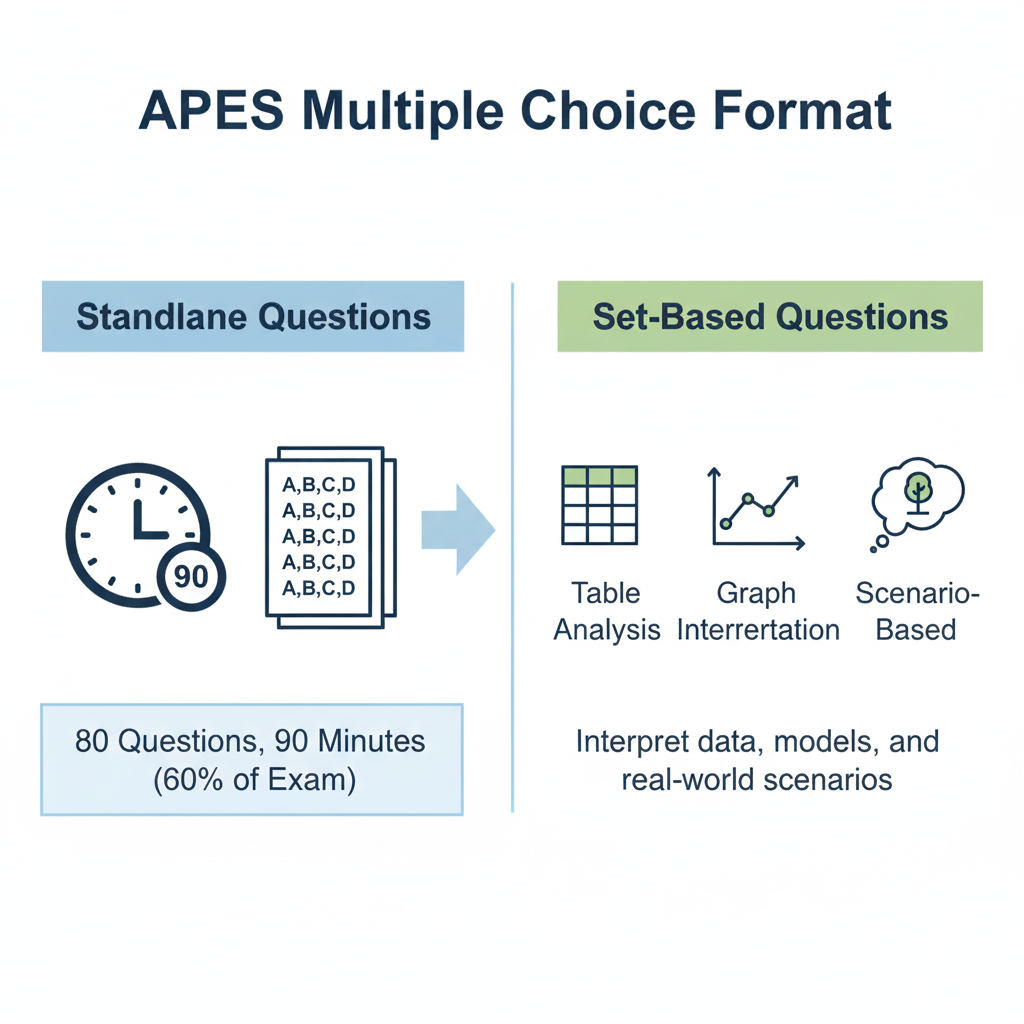 APES Multiple Choice Format
Standlane Questions
Set-Based Questions
90
A,B,C,D
A,B,C,D
A,B,C,D
A,B,C,D
A,B,C,D
Table
Analysis
Graph
Interrertation
Scenario-
Based
80 Questions, 90 Minutes
(60% of Exam)
Interpret data, models, and
real-world scenarios